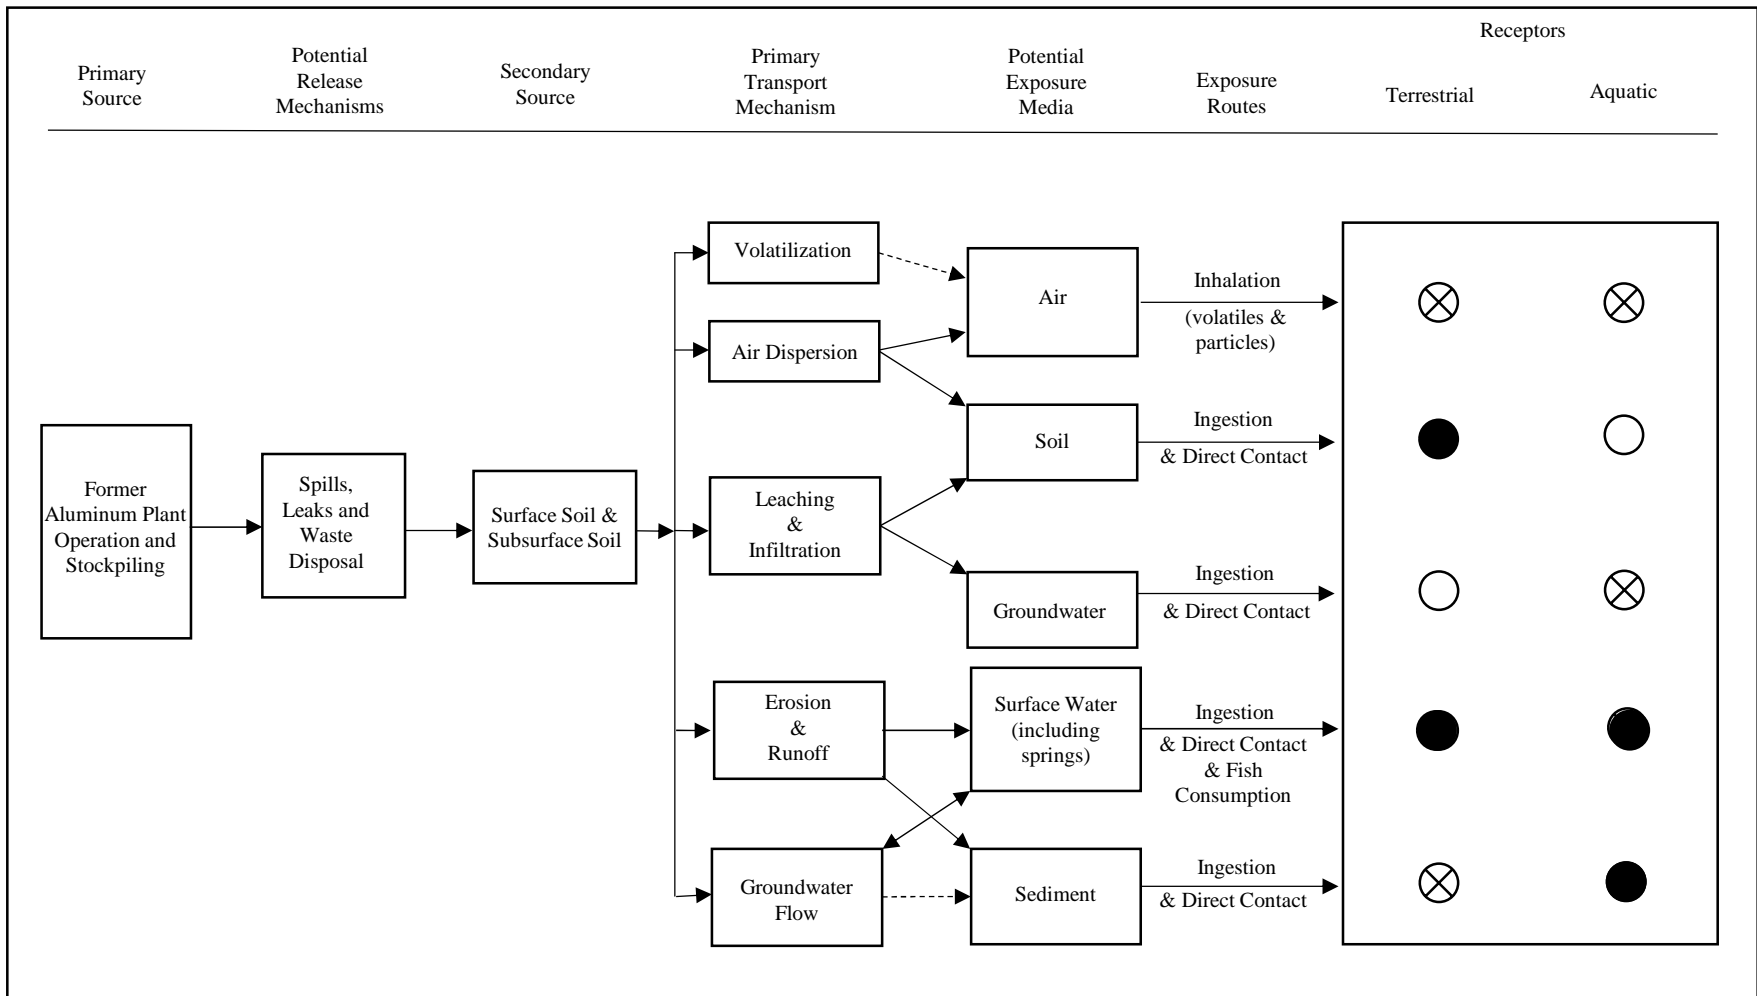 Receptors
Primary
Source
Potential
Release
Mechanisms
Secondary
Source
Primary
Transport
Mechanism
Potential
Exposure
Media
Exposure
Routes
Terrestrial
Aquatic
Former
Aluminum Plant
Operation and
Stockpiling
Spills,
Leaks and
Waste
Disposal
Surface Soil &
Subsurface Soil
Volatilization
Air Dispersion
Leaching
&
Infiltration
Erosion
&
Runoff
Groundwater
Flow
Air
Soil
Groundwater
Surface Water
(including
springs)
Sediment
Inhalation
(volatiles &
particles)
Ingestion
& Direct Contact
Ingestion
& Direct Contact
Ingestion
& Direct Contact
& Fish
Consumption
Ingestion
& Direct Contact